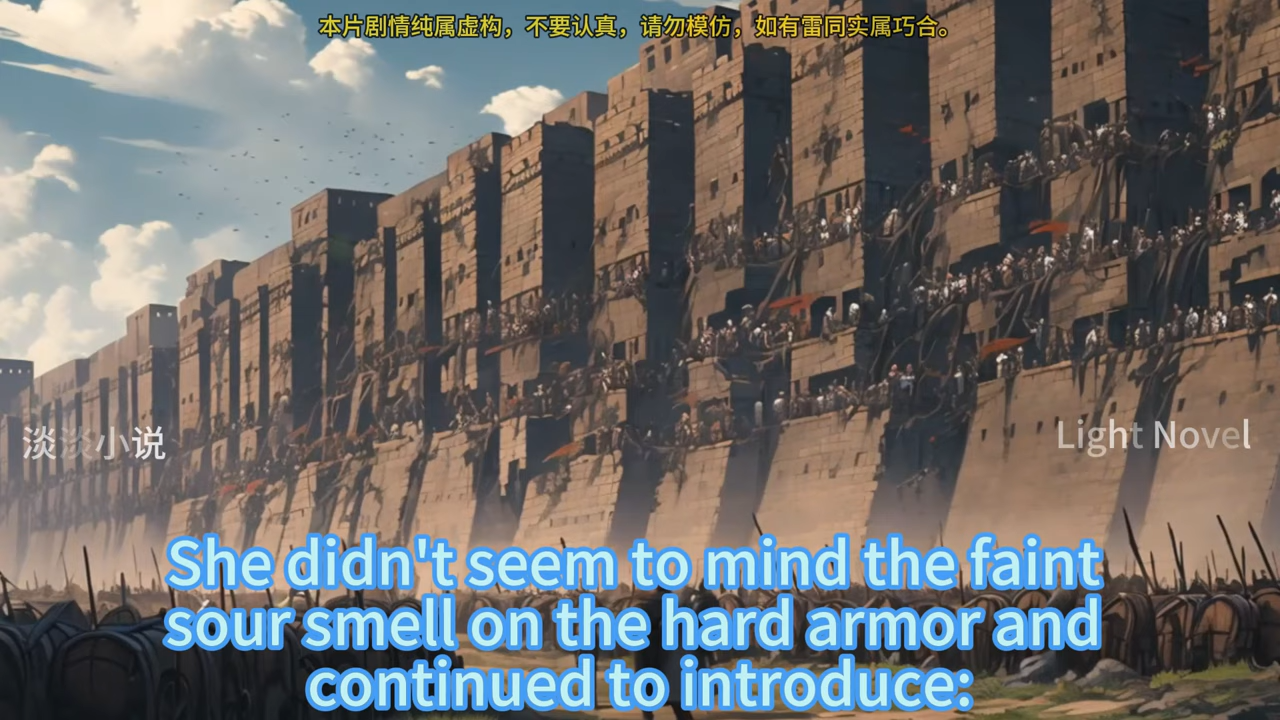 本片剧情纯属虚构，不要认真，请勿模仿，如有雷同实属巧合。
淡淡小说
Light Novel
She didn't seem to mind the faint
sour smell on the hard armor and
continued to introduce: